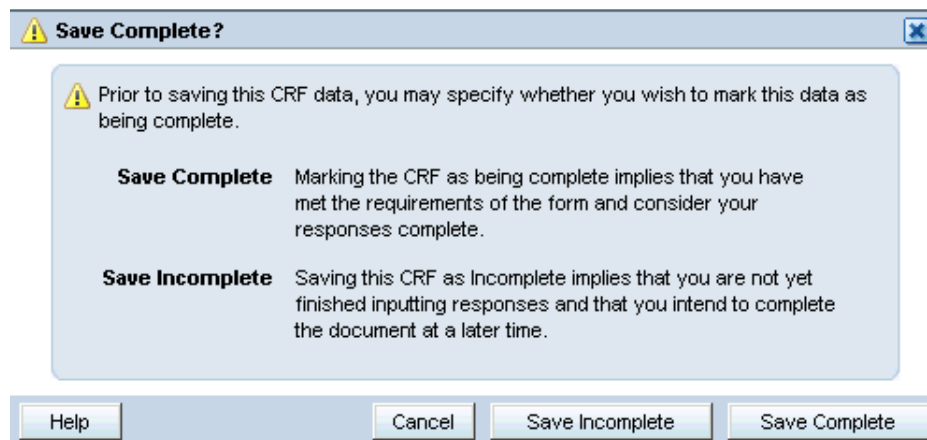 Save Complete?
Prior to saving this CRF data, you may specify whether you wish to mark this data as
being complete.
Save Complete Marking the CRF as being complete implies that you have
met the requirements of the form and consider your
responses complete.
Save Incomplete Saving this CRF as Incomplete implies that you are not yet
finished inputting responses and that you intend to complete
the document at a later time.
Help Cancel Save Incomplete Save Complete